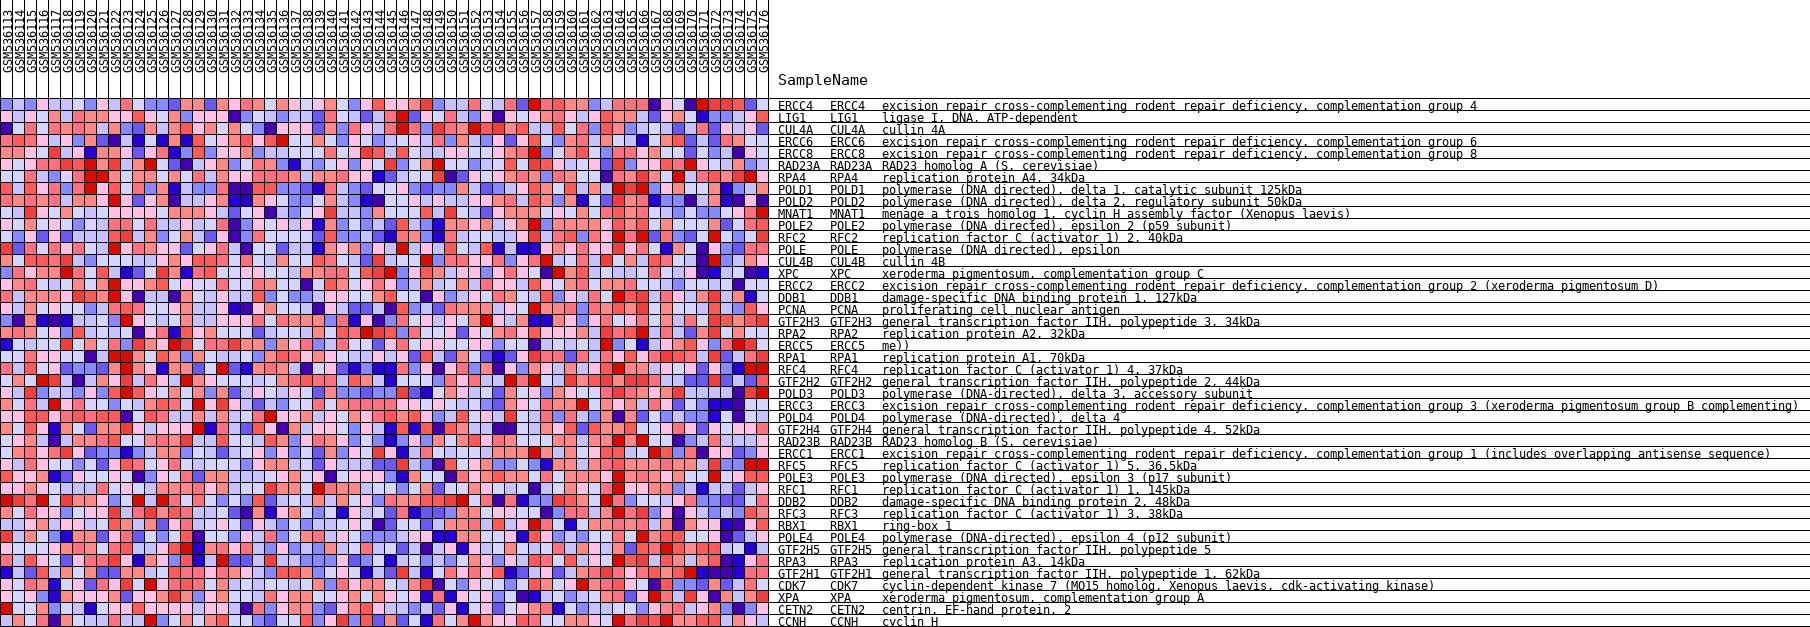 GSM536113 GSM536114 GSM536115 GSM536116 GSM536117 GSM536118 GSM536119 GSM536120 GSM536121 GSM536122 GSM536123 GSM536124 GSM536125 GSM536126 GSM536127 GSM536128 GSM536129 GSM536130 GSM536131 GSM536132 GSM536133 GSM536134 GSM536135 GSM536136 GSM536137 GSM536138 GSM536139 GSM536140 GSM536141 GSM536142 GSM536143 GSM536144 GSM536145 GSM536146 GSM536147 GSM536148 GSM536149 GSM536150 GSM536151 GSM536152 GSM536153 GSM536154 GSM536155 GSM536156 GSM536157 GSM536158 GSM536159 GSM536160 GSM536161 GSM536162 GSM536163 GSM536164 GSM536165 GSM536166 GSM536167 GSM536168 GSM536169 GSM536170 GSM536171 GSM536172 GSM536173 GSM536174 GSM536175 GSM536176
SampleName
ERCC4 ERCC4 excision repair cross-complementing rodent repair deficiency, complementation group 4
LIG1 LIG1 ligase I, DNA, ATP-dependent
CUL4A CUL4A cullin 4A
ERCC6 ERCC6 excision repair cross-complementing rodent repair deficiency, complementation group 6
ERCC8 ERCC8 excision repair cross-complementing rodent repair deficiency, complementation group 8
RAD23A RAD23A RAD23 homolog A (S. cerevisiae)
RPA4 RPA4 replication protein A4, 34kDa
POLD1 POLD1 polymerase (DNA directed), delta 1, catalytic subunit 125kDa
POLD2 POLD2 polymerase (DNA directed), delta 2, regulatory subunit 50kDa
MNAT1 MNAT1 menage a trois homolog 1, cyclin H assembly factor (Xenopus laevis)
POLE2 POLE2 polymerase (DNA directed), epsilon 2 (p59 subunit)
RFC2 RFC2 replication factor C (activator 1) 2, 40kDa
POLE POLE polymerase (DNA directed), epsilon
CUL4B CUL4B cullin 4B
XPC XPC xeroderma pigmentosum, complementation group C
ERCC2 ERCC2 excision repair cross-complementing rodent repair deficiency, complementation group 2 (xeroderma pigmentosum D)
DDB1 DDB1 damage-specific DNA binding protein 1, 127kDa
PCNA PCNA proliferating cell nuclear antigen
GTF2H3 GTF2H3 general transcription factor IIH, polypeptide 3, 34kDa
RPA2 RPA2 replication protein A2, 32kDa
ERCC5 ERCC5 me))
RPA1 RPA1 replication protein A1, 70kDa
RFC4 RFC4 replication factor C (activator 1) 4, 37kDa
GTF2H2 GTF2H2 general transcription factor IIH, polypeptide 2, 44kDa
POLD3 POLD3 polymerase (DNA-directed), delta 3, accessory subunit
ERCC3 ERCC3 excision repair cross-complementing rodent repair deficiency, complementation group 3 (xeroderma pigmentosum group B complementing)
POLD4 POLD4 polymerase (DNA-directed), delta 4
GTF2H4 GTF2H4 general transcription factor IIH, polypeptide 4, 52kDa
RAD23B RAD23B RAD23 homolog B (S. cerevisiae)
ERCC1 ERCC1 excision repair cross-complementing rodent repair deficiency, complementation group 1 (includes overlapping antisense sequence)
RFC5 RFC5 replication factor C (activator 1) 5, 36.5kDa
POLE3 POLE3 polymerase (DNA directed), epsilon 3 (p17 subunit)
RFC1 RFC1 replication factor C (activator 1) 1, 145kDa
DDB2 DDB2 damage-specific DNA binding protein 2, 48kDa
RFC3 RFC3 replication factor C (activator 1) 3, 38kDa
RBX1 RBX1 ring-box 1
POLE4 POLE4 polymerase (DNA-directed), epsilon 4 (p12 subunit)
GTF2H5 GTF2H5 general transcription factor IIH, polypeptide 5
RPA3 RPA3 replication protein A3, 14kDa
GTF2H1 GTF2H1 general transcription factor IIH, polypeptide 1, 62kDa
CDK7 CDK7 cyclin-dependent kinase 7 (MO15 homolog, Xenopus laevis, cdk-activating kinase)
XPA XPA xeroderma pigmentosum, complementation group A
CETN2 CETN2 centrin, EF-hand protein, 2
CCNH CCNH cyclin H